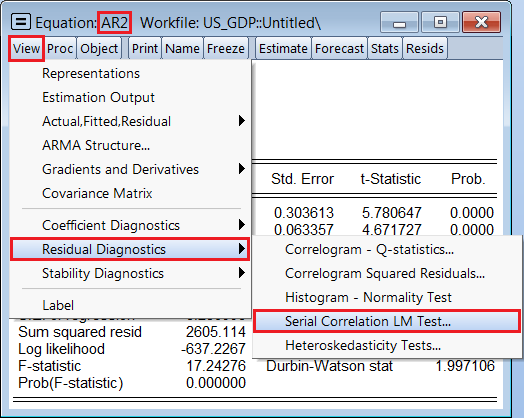 Equation: AR2 Workfile: US_GDP::Untitled\
View Proc Object Print Name Freeze Estimate Forecast Stats Resids
Representations
Estimation Output
Actual,Fitted,Residual
ARMA Structure...
Gradients and Derivatives
Covariance Matrix
Coefficient Diagnostics
Residual Diagnostics
Stability Diagnostics
Label
Std. Error t-Statistic Prob.
0.303613 5.780647 0.0000
0.063357 4.671727 0.0000
Correlogram - Q-statistics...
Correlogram Squared Residuals...
Histogram - Normality Test
Serial Correlation LM Test...
Heteroskedasticity Tests...
Sum squared resid 2605.114
Log likelihood -637.2267
F-statistic 17.24276 Durbin-Watson stat 1.997106
Prob(F-statistic) 0.000000